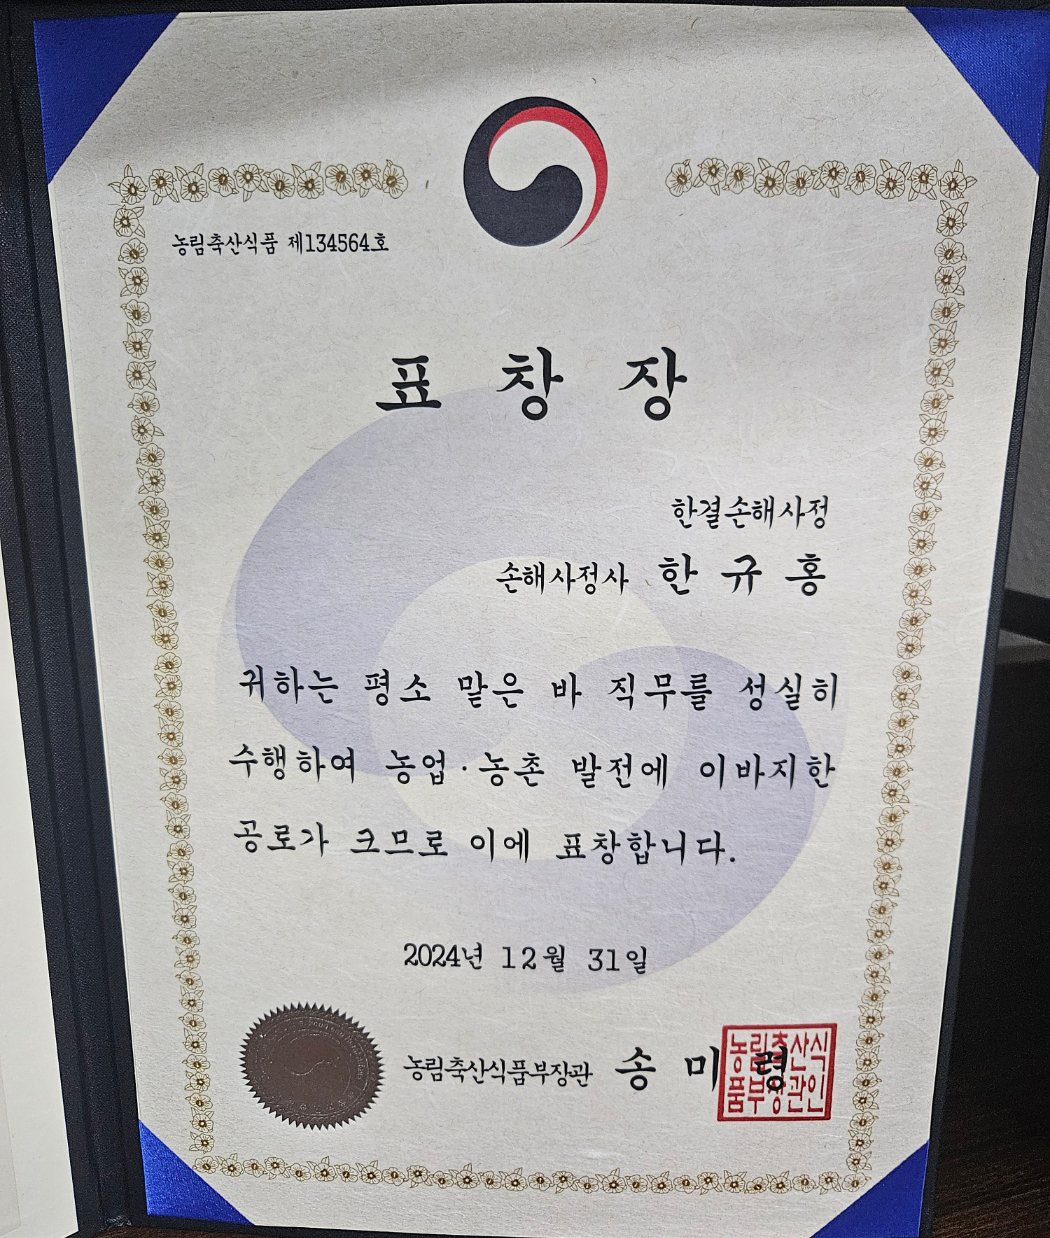 농림축산식품 제134564호
표 창 장
한결손해사정
손해사정사 한 규 홍
귀하는 평소 맡은 바 직무를 성실히
수행하여 농업·농촌 발전에 이바지한
공로가 크므로 이에 표창합니다.
2024년 12월 31일
농림축산식품부장관 송 미 령
농림축산식
품부장관인